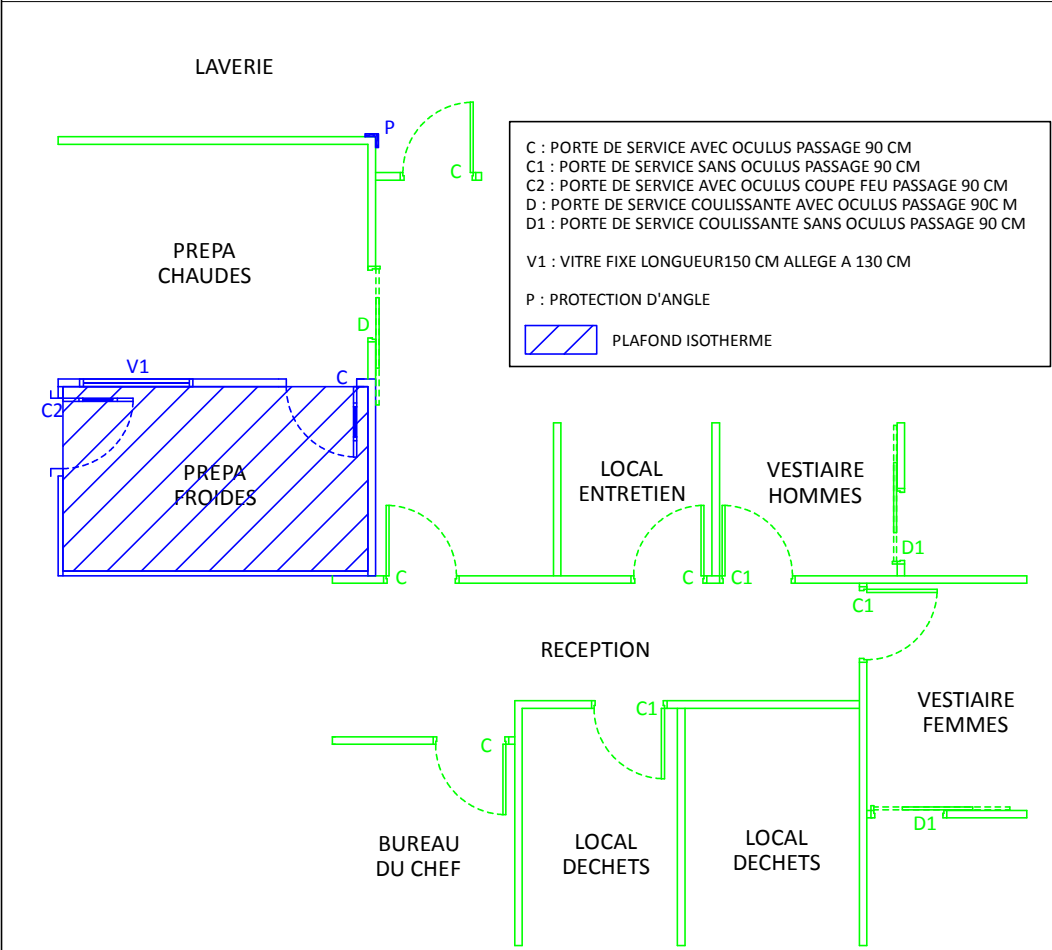 LAVERIE
P
C
C : PORTE DE SERVICE AVEC OCULUS PASSAGE 90 CM
C1 : PORTE DE SERVICE SANS OCULUS PASSAGE 90 CM
C2 : PORTE DE SERVICE AVEC OCULUS COUPE FEU PASSAGE 90 CM
D : PORTE DE SERVICE COULISSANTE AVEC OCULUS PASSAGE 90C M
D1 : PORTE DE SERVICE COULISSANTE SANS OCULUS PASSAGE 90 CM
V1 : VITRE FIXE LONGUEUR150 CM ALLEGE A 130 CM
P : PROTECTION D'ANGLE
PLAFOND ISOTHERME
PREPA
CHAUDES
D
V1
C
C2
PREPA
FROIDES
LOCAL
ENTRETIEN
VESTIAIRE
HOMMES
D1
C
C
C1
C1
RECEPTION
VESTIAIRE
FEMMES
C1
C
D1
BUREAU
DU CHEF
LOCAL
DECHETS
LOCAL
DECHETS